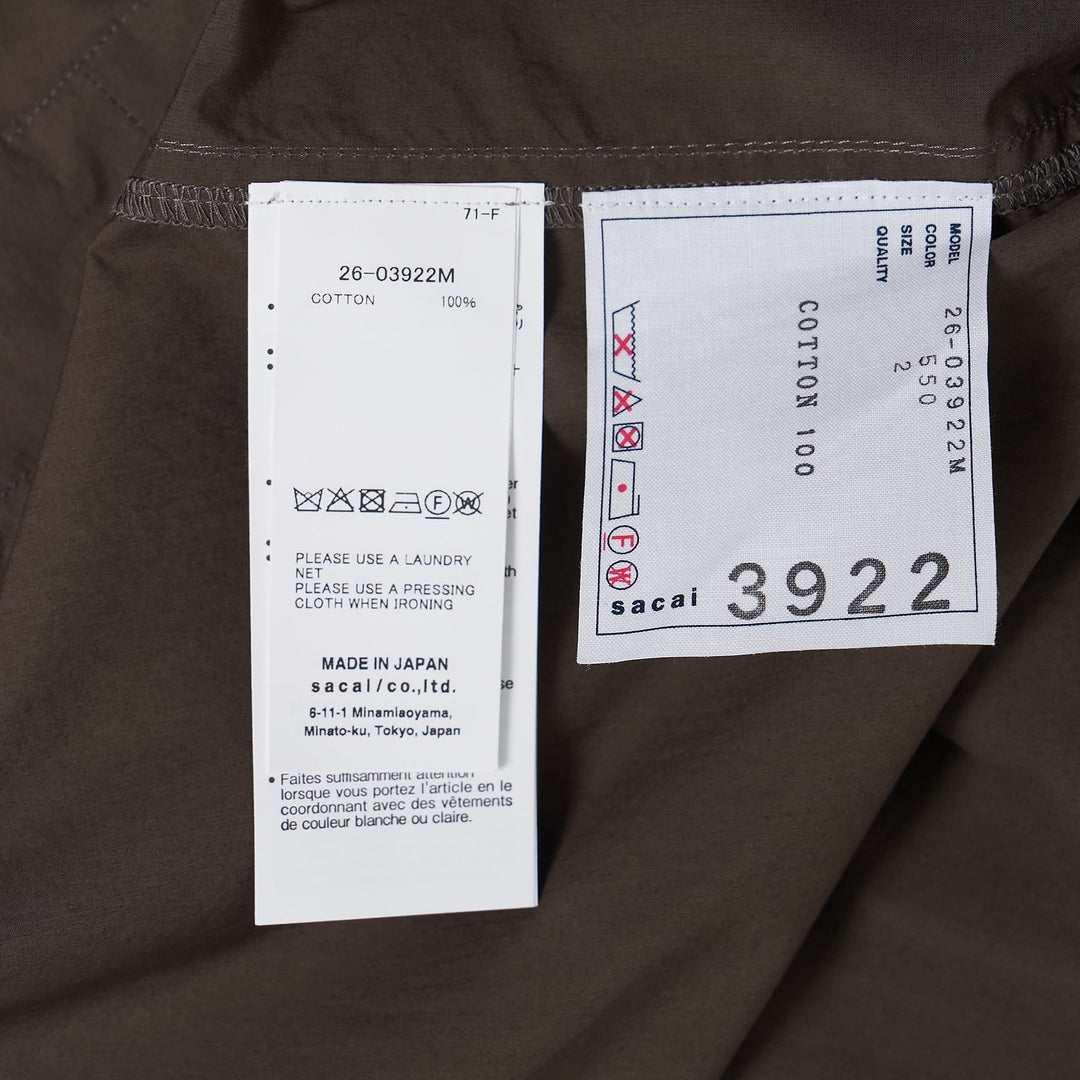 71-F
26-03922M
COTTON 100%
F W
PLEASE USE A LAUNDRY
NET
PLEASE USE A PRESSING
CLOTH WHEN IRONING
MADE IN JAPAN
sacai/co.,ltd.
6-11-1 Minamiaoyama,
Minato-ku, Tokyo, Japan
• Faites suffisamment attention
lorsque vous portez l'article en le
coordonnant avec des vêtements
de couleur blanche ou claire.
MODEL 26-03922M
COLOR 550
SIZE 2
QUALITY
COTTON 100
F
W
sacai 3922